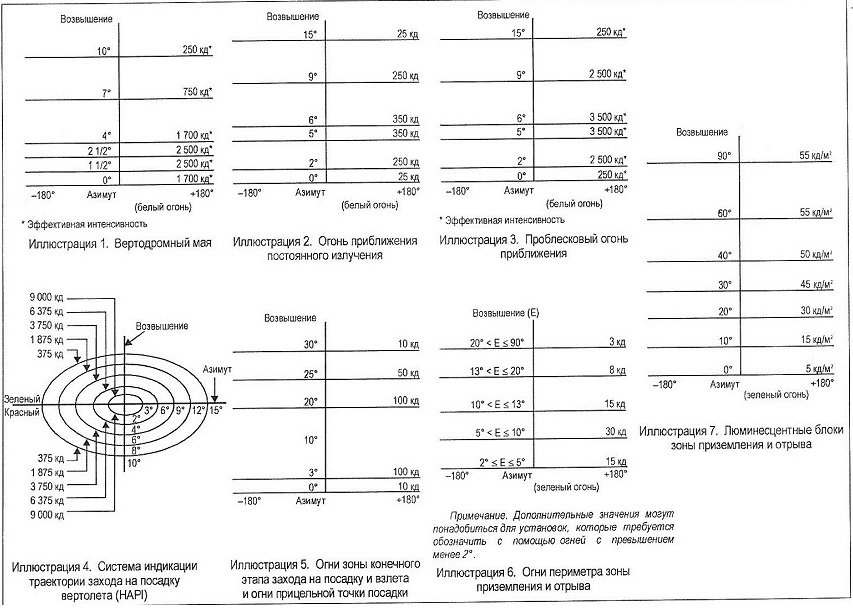 Возвышение
10° 250 кд*
7° 750 кд*
4° 1 700 кд*
2 1/2° 2 500 кд*
1 1/2° 2 500 кд*
0° 1 700 кд*
–180° Азимут +180°
(белый огонь)
* Эффективная интенсивность
Иллюстрация 1. Вертодромный мая
Возвышение
15° 25 кд
9° 250 кд
6° 350 кд
5° 350 кд
2° 250 кд
0° 25 кд
–180° Азимут +180°
(белый огонь)
Иллюстрация 2. Огонь приближения
постоянного излучения
Возвышение
15° 250 кд*
9° 2 500 кд*
6° 3 500 кд*
5° 3 500 кд*
2° 2 500 кд*
0° 250 кд*
–180° Азимут +180°
(белый огонь)
* Эффективная интенсивность
Иллюстрация 3. Проблесковый огонь
приближения
Возвышение
90° 55 кд/м²
60° 55 кд/м²
40° 50 кд/м²
30° 45 кд/м²
20° 30 кд/м²
10° 15 кд/м²
0° 5 кд/м²
–180° Азимут +180°
(зеленый огонь)
Иллюстрация 7. Люминесцентные блоки
зоны приземления и отрыва
9 000 кд
6 375 кд
3 750 кд
1 875 кд
375 кд
Возвышение
Азимут
Зеленый
Красный
3° 6° 9° 12° 15°
2°
4°
6°
8°
10°
375 кд
1 875 кд
3 750 кд
6 375 кд
9 000 кд
Иллюстрация 4. Система индикации
траектории захода на посадку
вертолета (HAPI)
Возвышение
30° 10 кд
25° 50 кд
20° 100 кд
10°
3° 100 кд
0° 10 кд
–180° Азимут +180°
Иллюстрация 5. Огни зоны конечного
этапа захода на посадку и взлета
и огни прицельной точки посадки
Возвышение (E)
20° < E ≤ 90° 3 кд
13° < E ≤ 20° 8 кд
10° < E ≤ 13° 15 кд
5° < E ≤ 10° 30 кд
2° ≤ E ≤ 5° 15 кд
–180° Азимут +180°
(зеленый огонь)
Примечание. Дополнительные значения могут
понадобиться для установок, которые требуется
обозначить с помощью огней с превышением
менее 2°.
Иллюстрация 6. Огни периметра зоны
приземления и отрыва